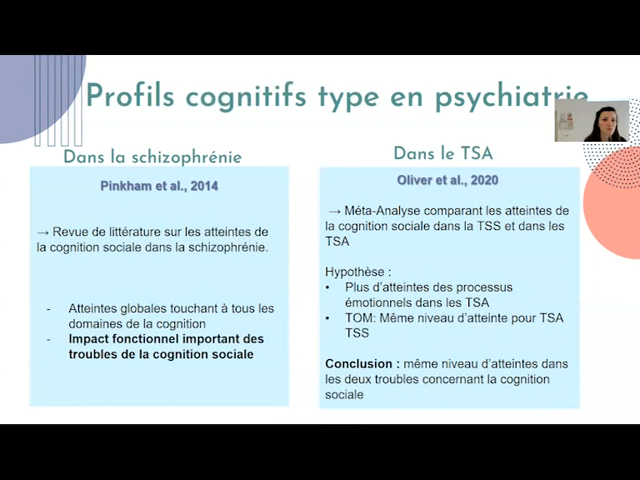 Profils cognitifs type en psychiatrie
Dans la schizophrénie
Pinkham et al., 2014
→ Revue de littérature sur les atteintes de
la cognition sociale dans la schizophrénie.
- Atteintes globales touchant à tous les
domaines de la cognition
- Impact fonctionnel important des
troubles de la cognition sociale
Dans le TSA
Oliver et al., 2020
→ Méta-Analyse comparant les atteintes de
la cognition sociale dans la TSS et dans les
TSA
Hypothèse :
• Plus d'atteintes des processus
émotionnels dans les TSA
• TOM: Même niveau d'atteinte pour TSA
TSS
Conclusion : même niveau d'atteintes dans
les deux troubles concernant la cognition
sociale